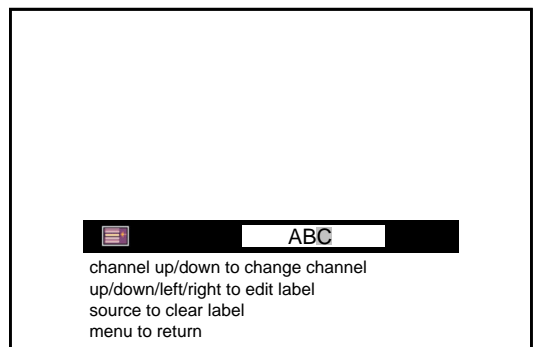 ABC
channel up/down to change channel
up/down/left/right to edit label
source to clear label
menu to return